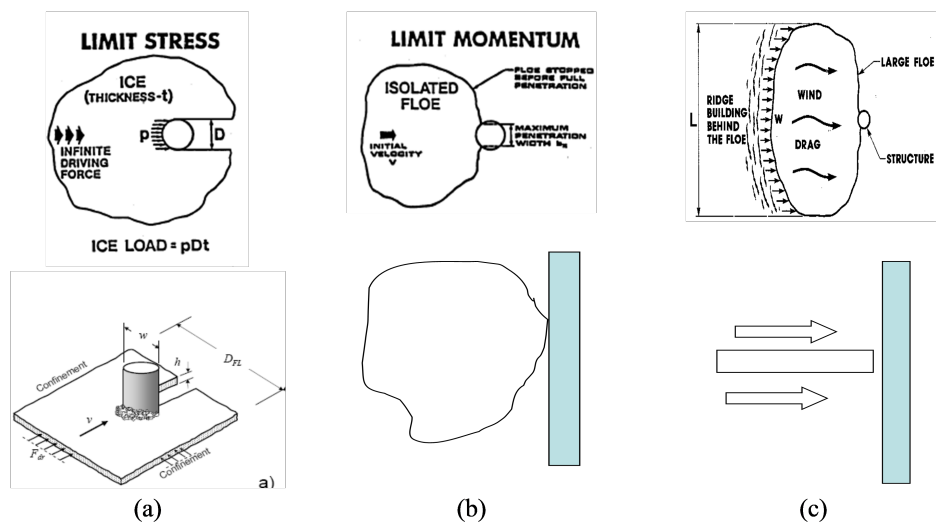 LIMIT STRESS
ICE
(THICKNESS-t)
INFINITE
DRIVING
FORCE
p
D
ICE LOAD = pDt
LIMIT MOMENTUM
ISOLATED
FLOE
INITIAL
VELOCITY
V
FLOE STOPPED
BEFORE FULL
PENETRATION
MAXIMUM
PENETRATION
WIDTH
L
RIDGE
BUILDING
BEHIND
THE FLOE
W
WIND
DRAG
LARGE FLOE
STRUCTURE
Confinement
w
h
D_FL
v
F_dr
Confinement
a)
(a)
(b)
(c)